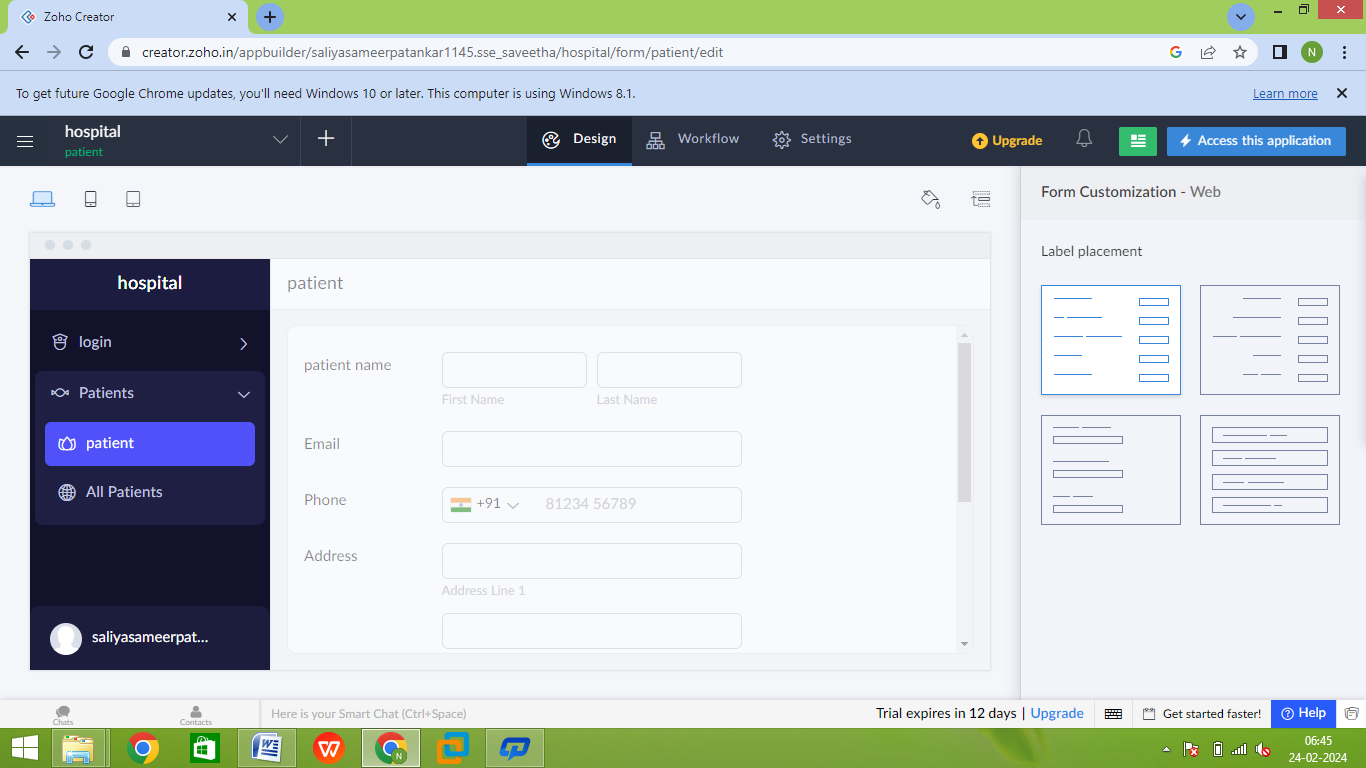 Zoho Creator
creator.zoho.in/appbuilder/saliyasameerpatankar1145.sse_saveetha/hospital/form/patient/edit
N
To get future Google Chrome updates, you'll need Windows 10 or later. This computer is using Windows 8.1.
Learn more
hospital
patient
Design
Workflow
Settings
Upgrade
Access this application
Form Customization - Web
Label placement
hospital
patient
login
Patients
patient
All Patients
saliyasameerpat...
patient name
First Name
Last Name
Email
Phone
+91
81234 56789
Address
Address Line 1
Chats
Contacts
Here is your Smart Chat (Ctrl+Space)
Trial expires in 12 days | Upgrade
Get started faster!
Help
W
W
N
06:45
24-02-2024